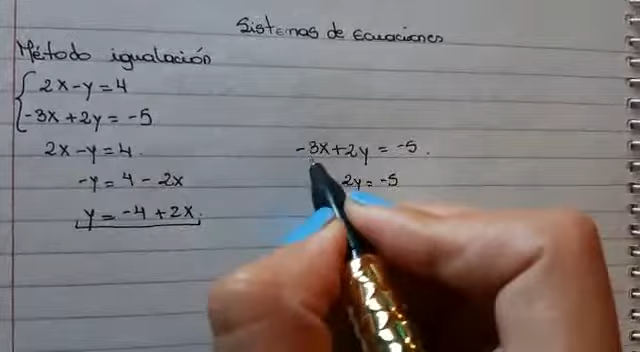 Sistemas de Ecuaciones
Método igualación
2x-y=4
-3x+2y=-5
2x-y=4.
-y=4-2x
y=-4+2x.
-3x+2y=-5.
2y=-5